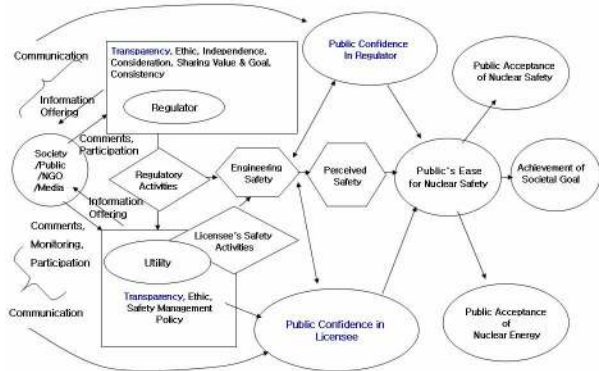 Communication
Transparency, Ethic, Independence,
Consideration, Sharing Value & Goal,
Consistency
Regulator
Public Confidence
In Regulator
Public Acceptance
of Nuclear Safety
Information
Offering
Comments,
Participation
Society
/Public
/NGO
/Media
Regulatory
Activities
Engineering
Safety
Perceived
Safety
Public's Ease
for Nuclear Safety
Achievement of
Societal Goal
Information
Offering
Comments,
Monitoring,
Participation
Licensee's Safety
Activities
Utility
Transparency, Ethic,
Safety Management
Policy
Communication
Public Confidence in
Licensee
Public Acceptance
of
Nuclear Energy